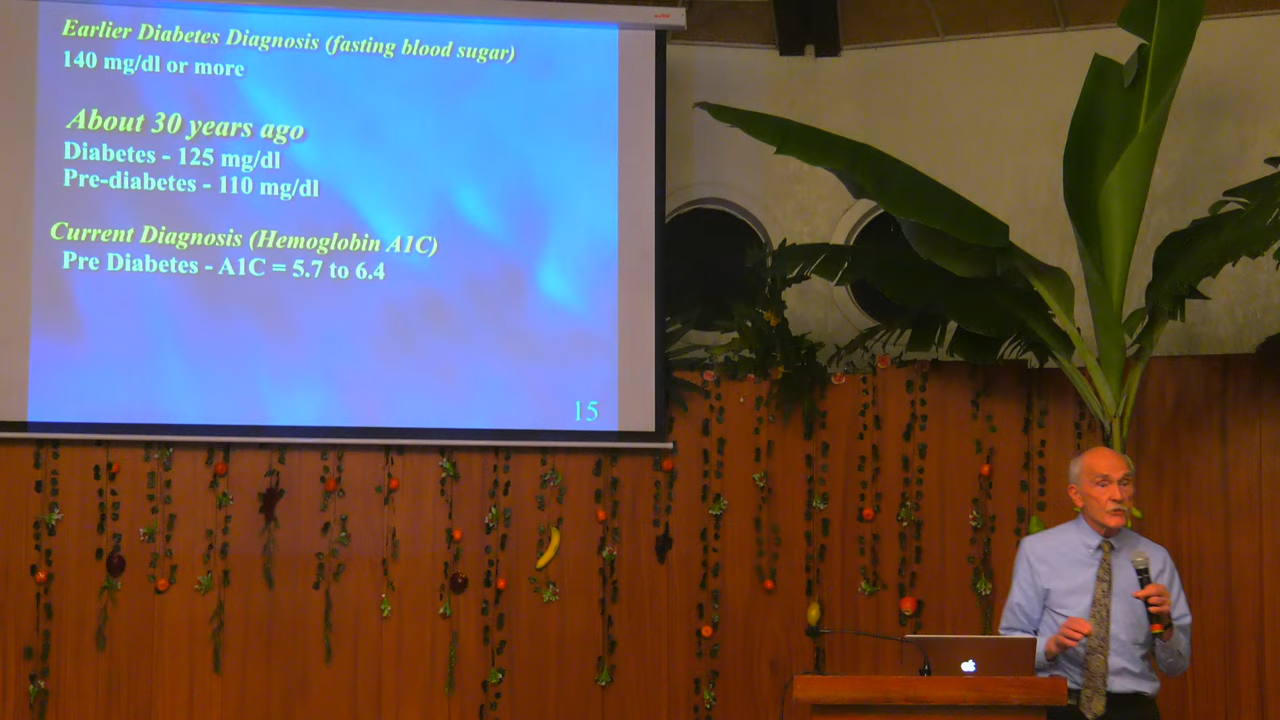 Earlier Diabetes Diagnosis (fasting blood sugar)
140 mg/dl or more
About 30 years ago
Diabetes - 125 mg/dl
Pre-diabetes - 110 mg/dl
Current Diagnosis (Hemoglobin A1C)
Pre Diabetes - A1C = 5.7 to 6.4
15